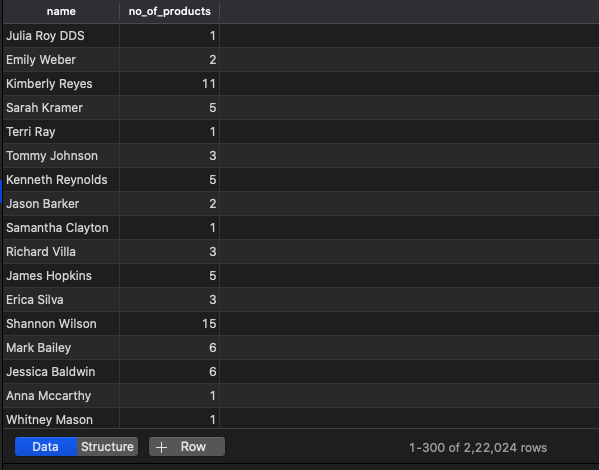 name no_of_products
Julia Roy DDS 1
Emily Weber 2
Kimberly Reyes 11
Sarah Kramer 5
Terri Ray 1
Tommy Johnson 3
Kenneth Reynolds 5
Jason Barker 2
Samantha Clayton 1
Richard Villa 3
James Hopkins 5
Erica Silva 3
Shannon Wilson 15
Mark Bailey 6
Jessica Baldwin 6
Anna Mccarthy 1
Whitney Mason 1
Data Structure + Row 1-300 of 2,22,024 rows